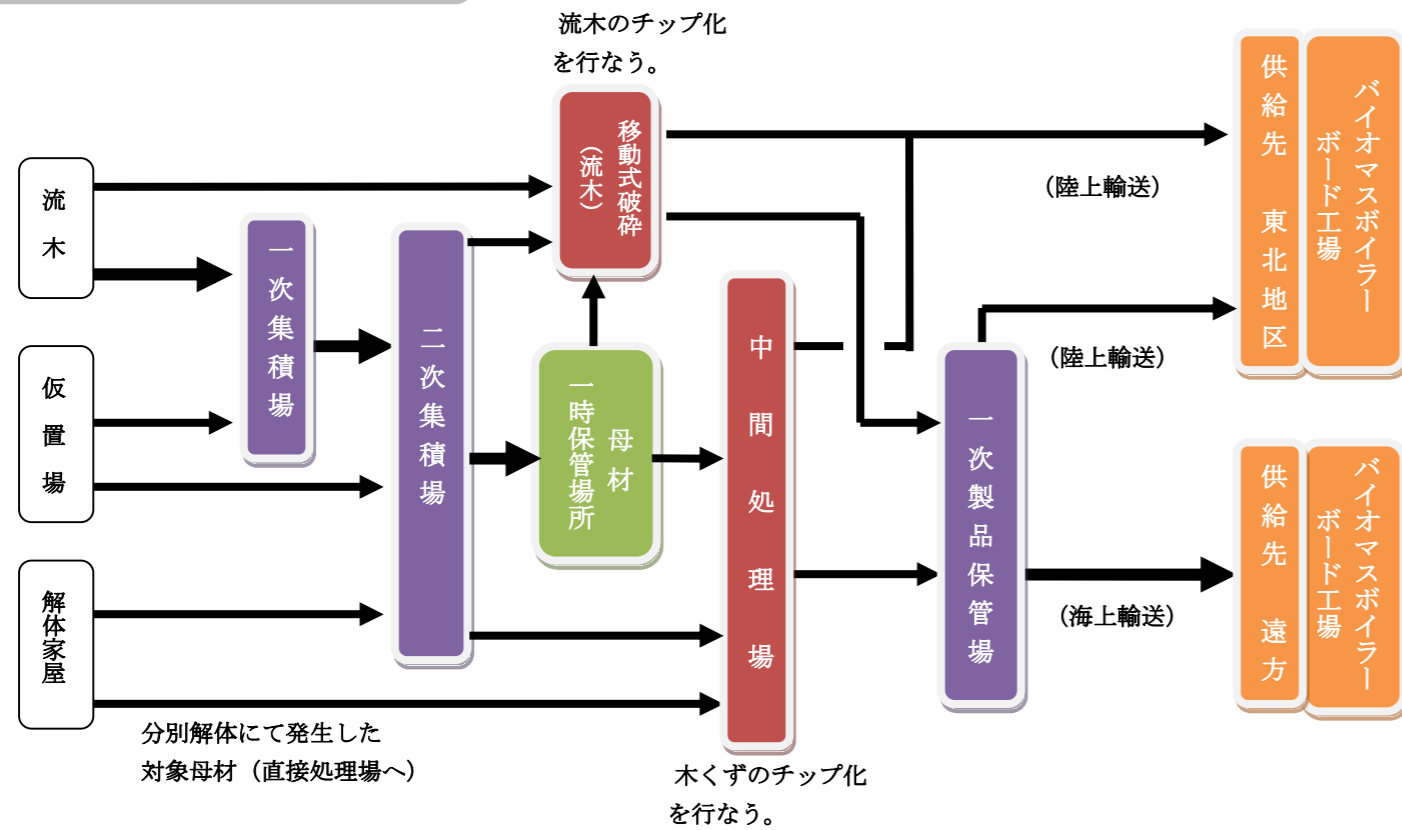 流木のチップ化
を行なう。
流木
仮置場
解体家屋
一次集積場
二次集積場
移動式破砕
（流木）
母材
一時保管場所
中間処理場
一次製品保管場
（陸上輸送）
（陸上輸送）
（海上輸送）
供給先　東北地区
バイオマスボイラー
ボード工場
供給先　遠方
バイオマスボイラー
ボード工場
分別解体にて発生した
対象母材（直接処理場へ）
木くずのチップ化
を行なう。